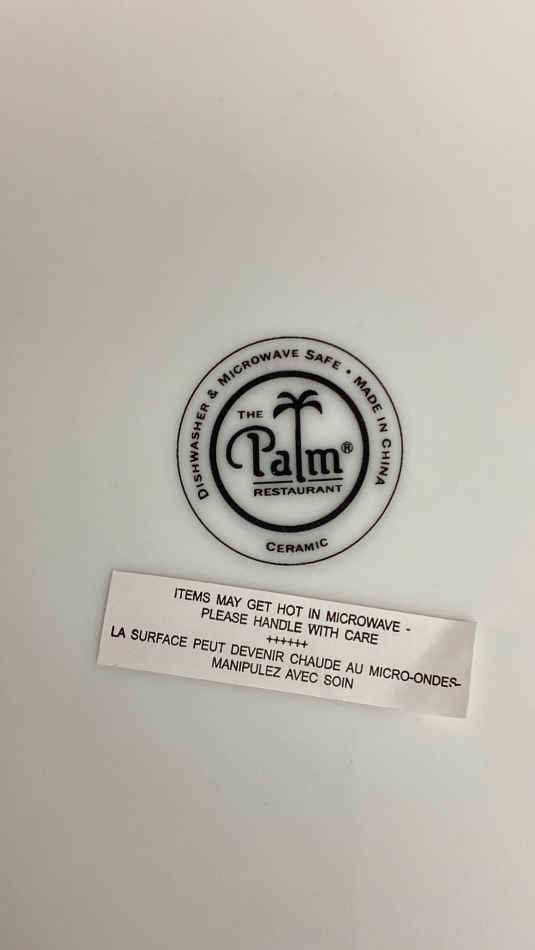 DISHWASHER & MICROWAVE SAFE • MADE IN CHINA
THE
Palm®
RESTAURANT
CERAMIC
ITEMS MAY GET HOT IN MICROWAVE -
PLEASE HANDLE WITH CARE
++++++
LA SURFACE PEUT DEVENIR CHAUDE AU MICRO-ONDES-
MANIPULEZ AVEC SOIN